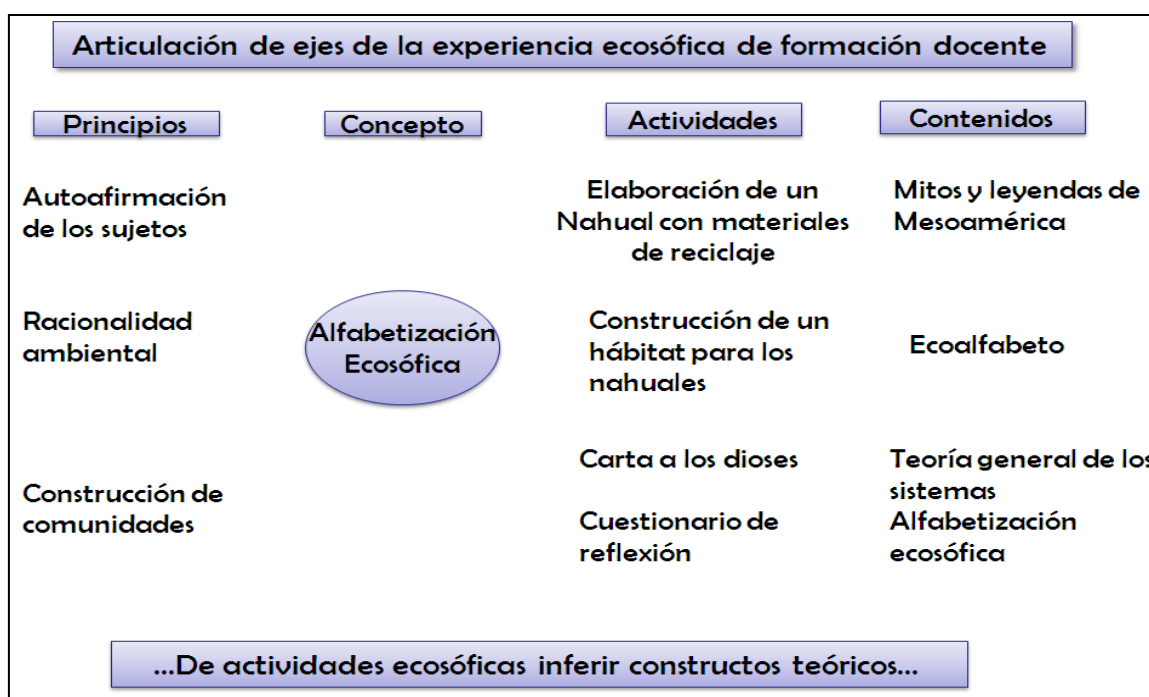 Articulación de ejes de la experiencia ecosófica de formación docente
Principios
Concepto
Actividades
Contenidos
Autoafirmación
de los sujetos
Elaboración de un
Nahual con materiales
de reciclaje
Mitos y leyendas de
Mesoamérica
Racionalidad
ambiental
Alfabetización
Ecosófica
Construcción de un
hábitat para los
nahuales
Ecoalfabeto
Construcción de
comunidades
Carta a los dioses
Cuestionario de
reflexión
Teoría general de los
sistemas
Alfabetización
ecosófica
...De actividades ecosóficas inferir constructos teóricos...